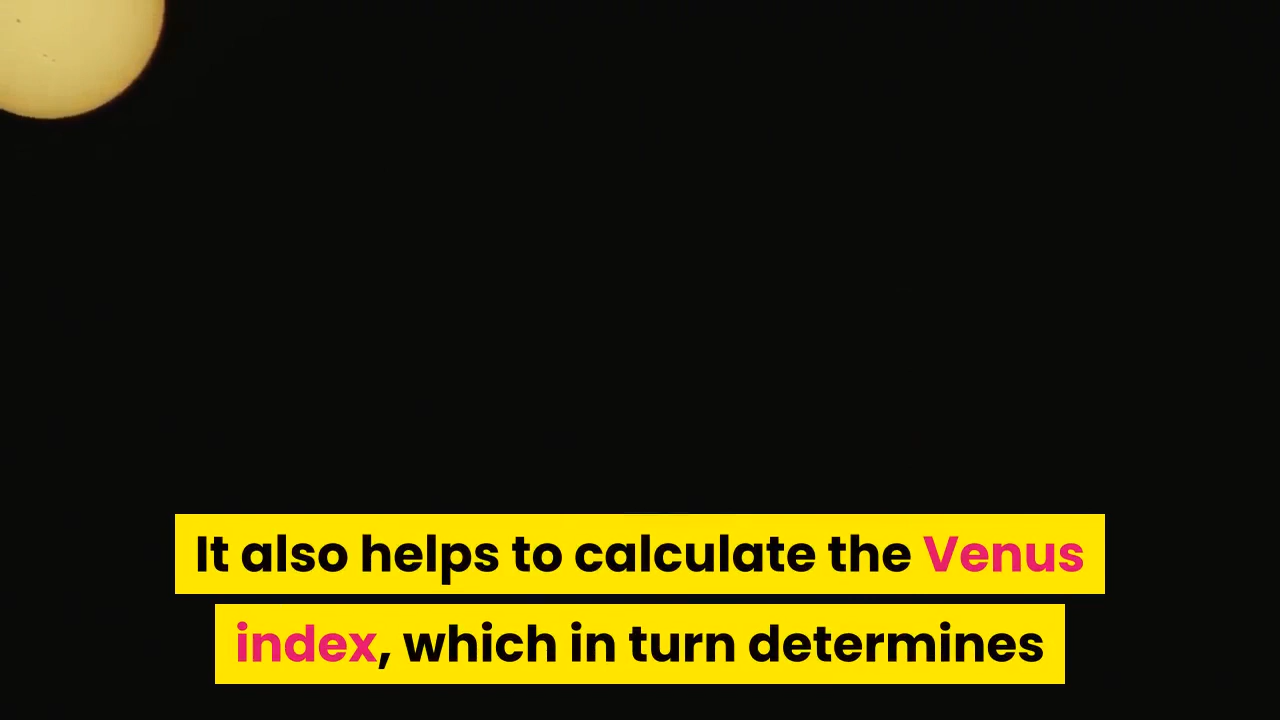 It also helps to calculate the Venus
index, which in turn determines